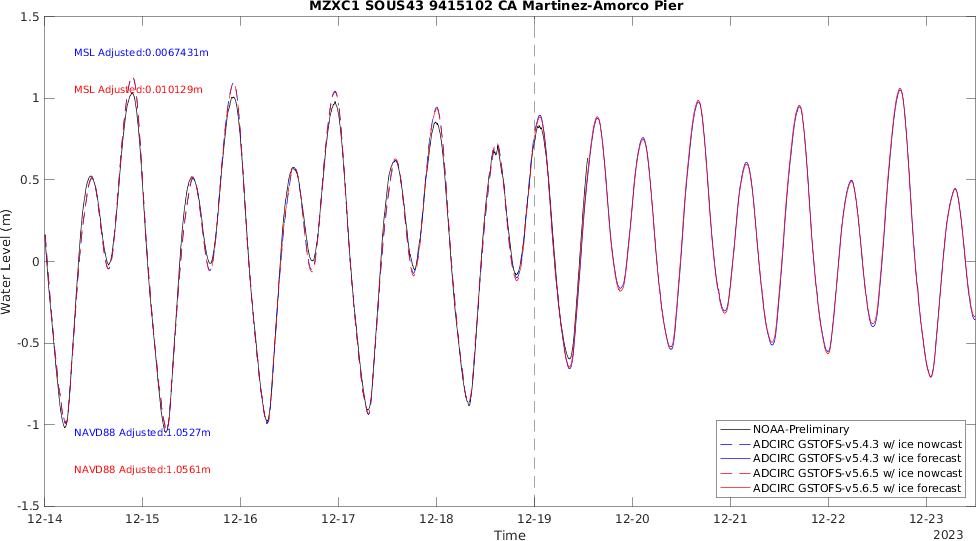 MZXC1 SOUS43 9415102 CA Martinez-Amorco Pier
1.5
1
0.5
0
-0.5
-1
-1.5
Water Level (m)
MSL Adjusted:0.0067431m
MSL Adjusted:0.010129m
NAVD88 Adjusted:1.0527m
NAVD88 Adjusted:1.0561m
NOAA-Preliminary
ADCIRC GSTOFS-v5.4.3 w/ ice nowcast
ADCIRC GSTOFS-v5.4.3 w/ ice forecast
ADCIRC GSTOFS-v5.6.5 w/ ice nowcast
ADCIRC GSTOFS-v5.6.5 w/ ice forecast
12-14 12-15 12-16 12-17 12-18 12-19 12-20 12-21 12-22 12-23
Time
2023